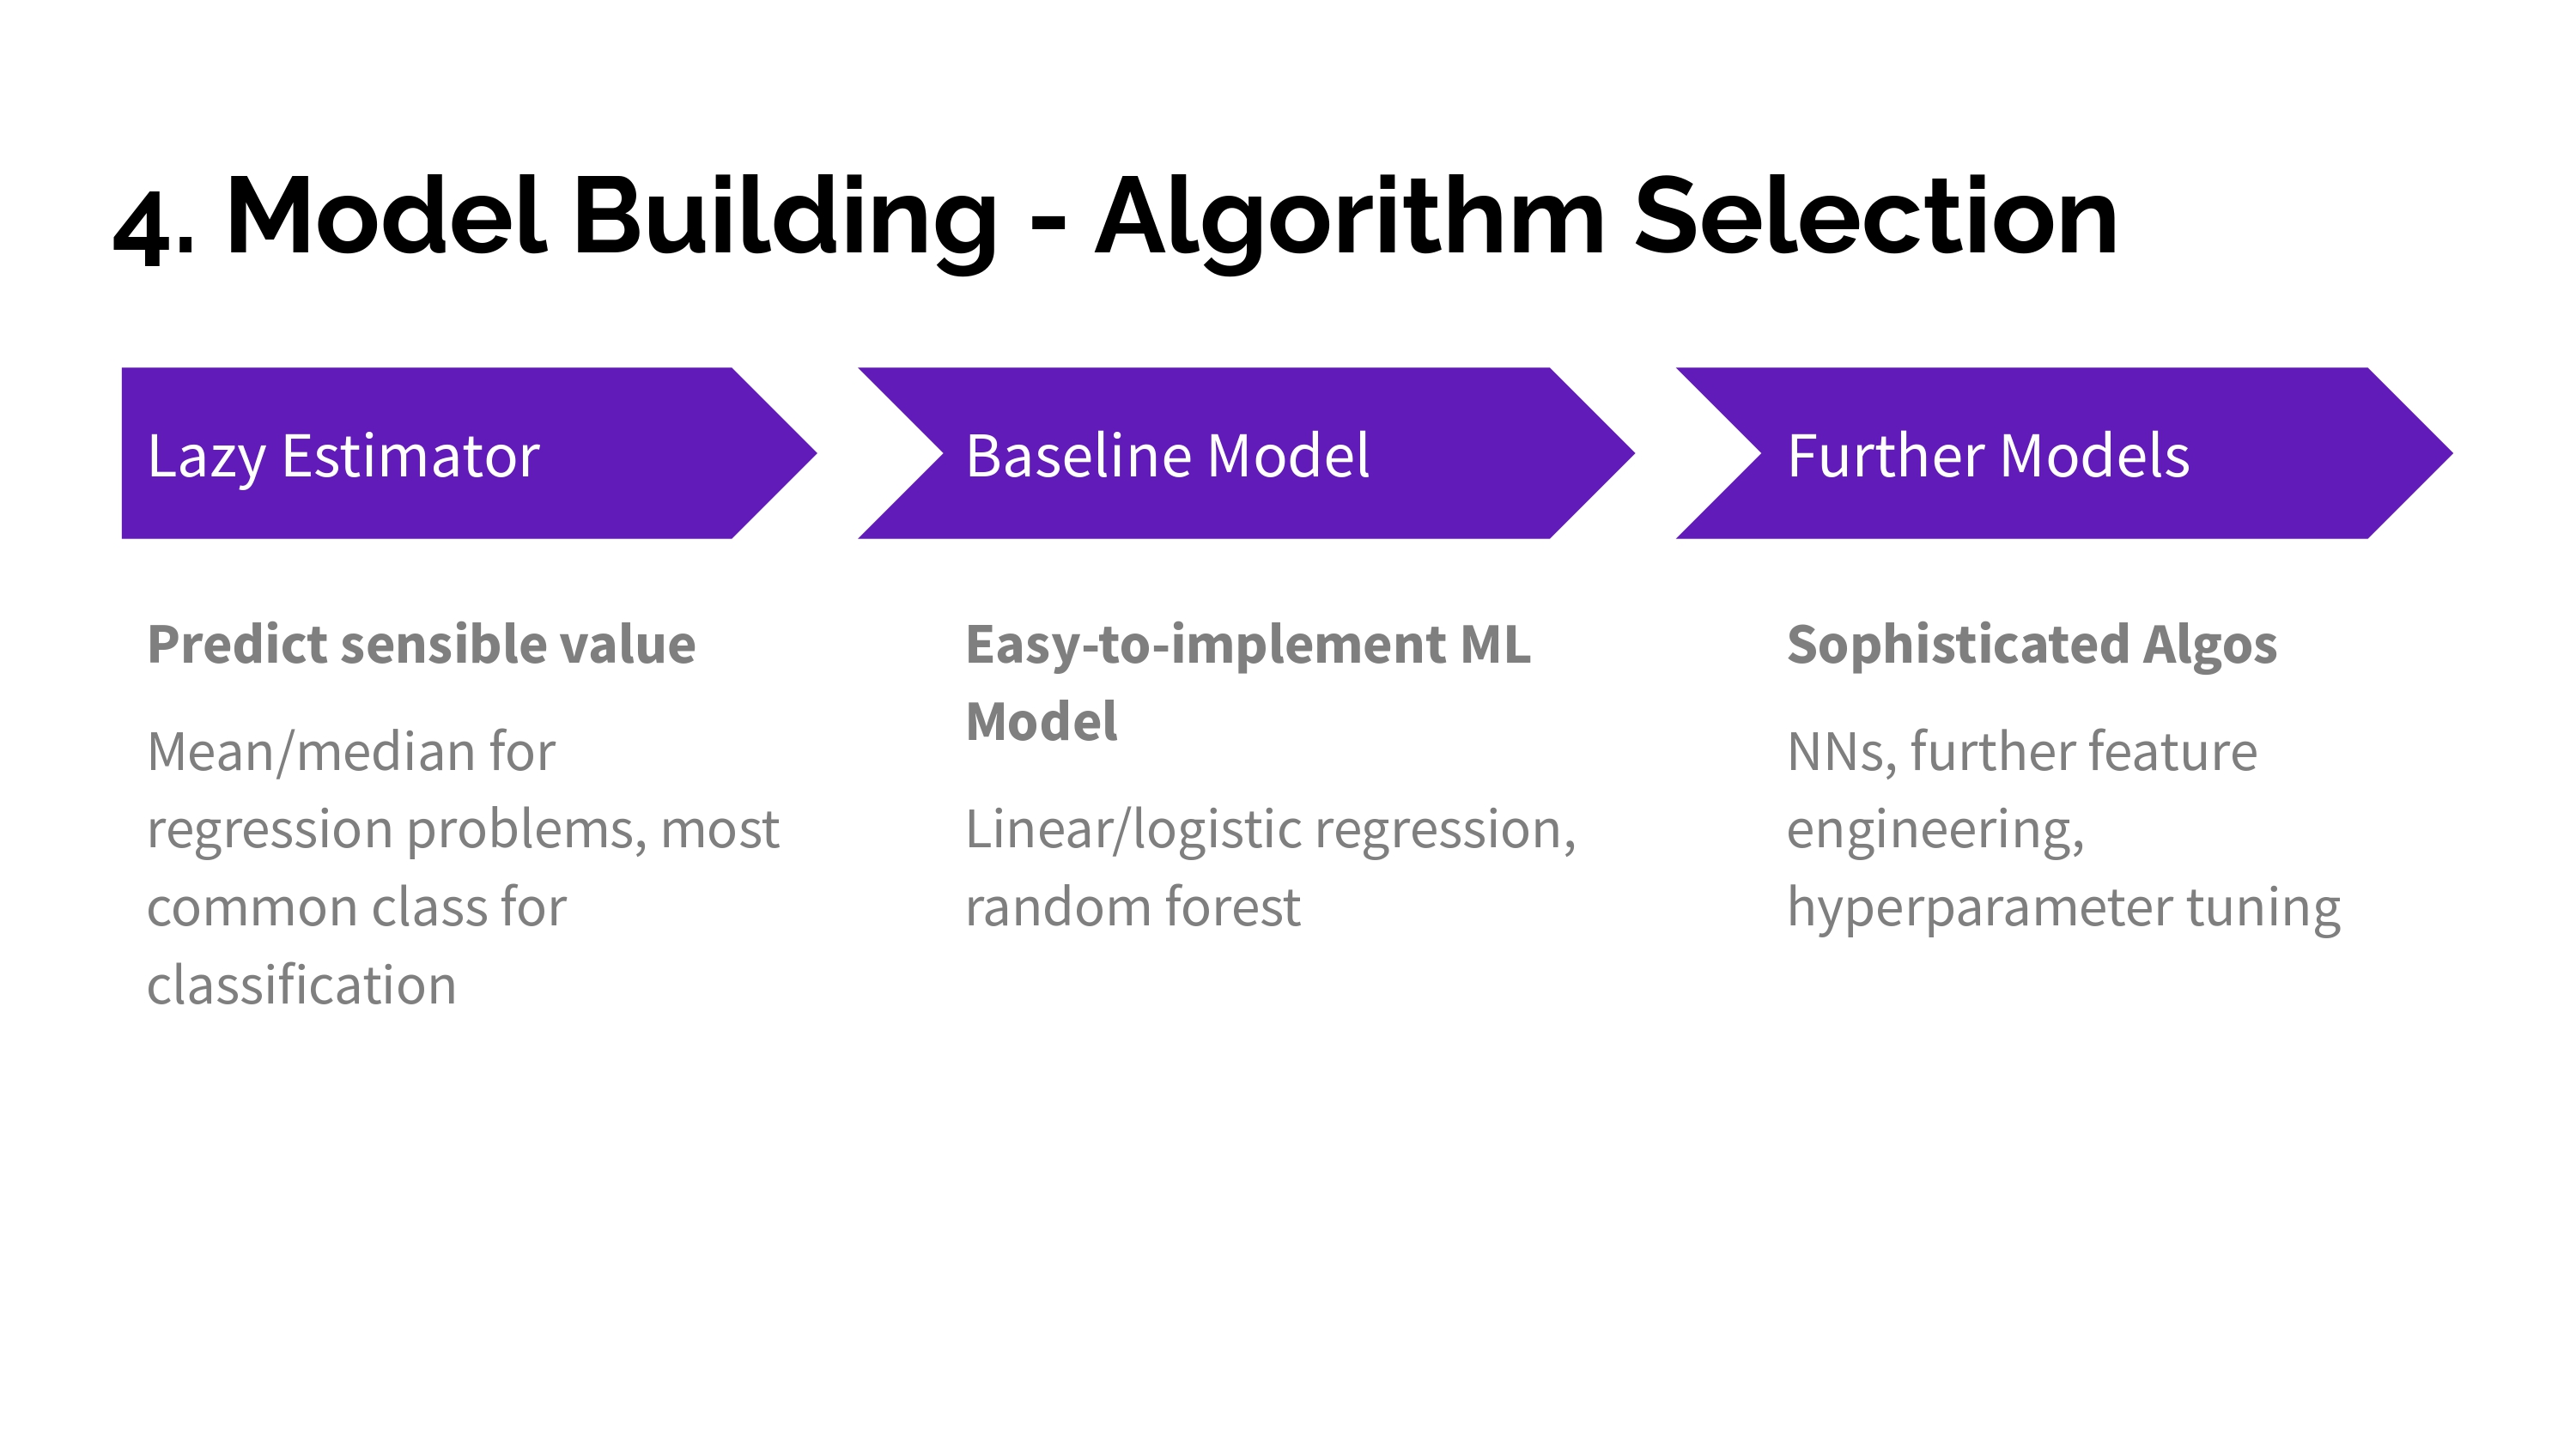 4. Model Building - Algorithm Selection
Lazy Estimator
Predict sensible value
Mean/median for
regression problems, most
common class for
classification
Baseline Model
Easy-to-implement ML
Model
Linear/logistic regression,
random forest
Further Models
Sophisticated Algos
NNs, further feature
engineering,
hyperparameter tuning